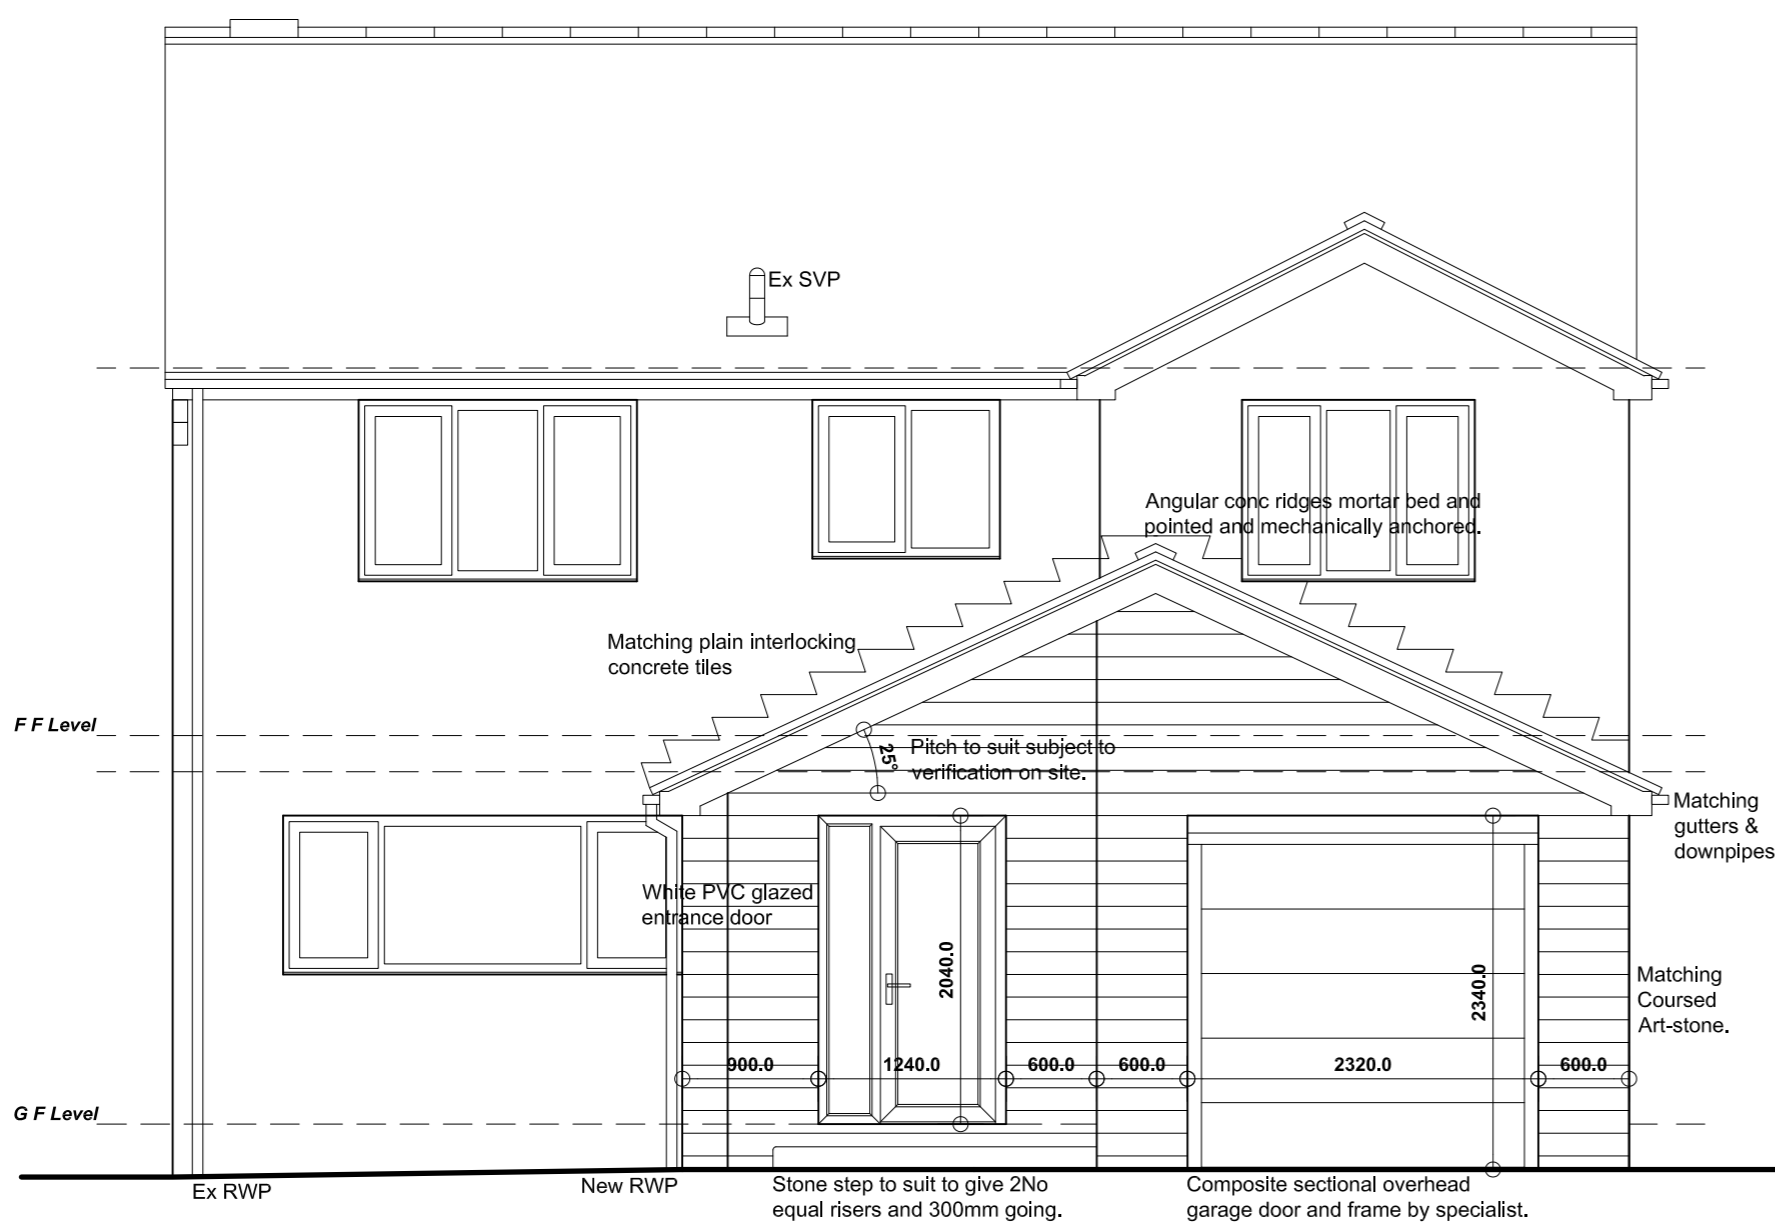 Ex SVP
Angular conc ridges mortar bed and
pointed and mechanically anchored.
Matching plain interlocking
concrete tiles
F F Level
25°
Pitch to suit subject to
verification on site.
Matching
gutters &
downpipes
White PVC glazed
entrance door
2040.0
2340.0
Matching
Coursed
Art-stone.
900.0
1240.0
600.0
600.0
2320.0
600.0
G F Level
Ex RWP
New RWP
Stone step to suit to give 2No
equal risers and 300mm going.
Composite sectional overhead
garage door and frame by specialist.